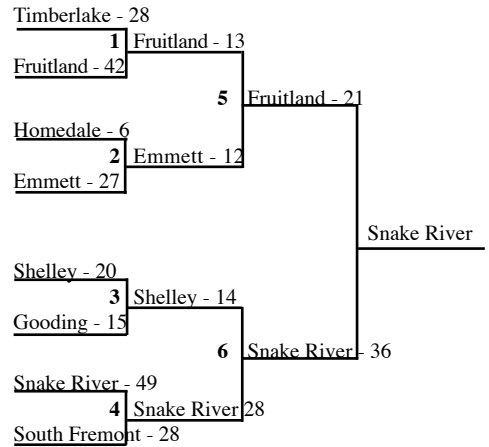 Timberlake - 28
1 Fruitland - 13
Fruitland - 42
5 Fruitland - 21
Homedale - 6
2 Emmett - 12
Emmett - 27
Snake River
Shelley - 20
3 Shelley - 14
Gooding - 15
6 Snake River - 36
Snake River - 49
4 Snake River 28
South Fremont - 28